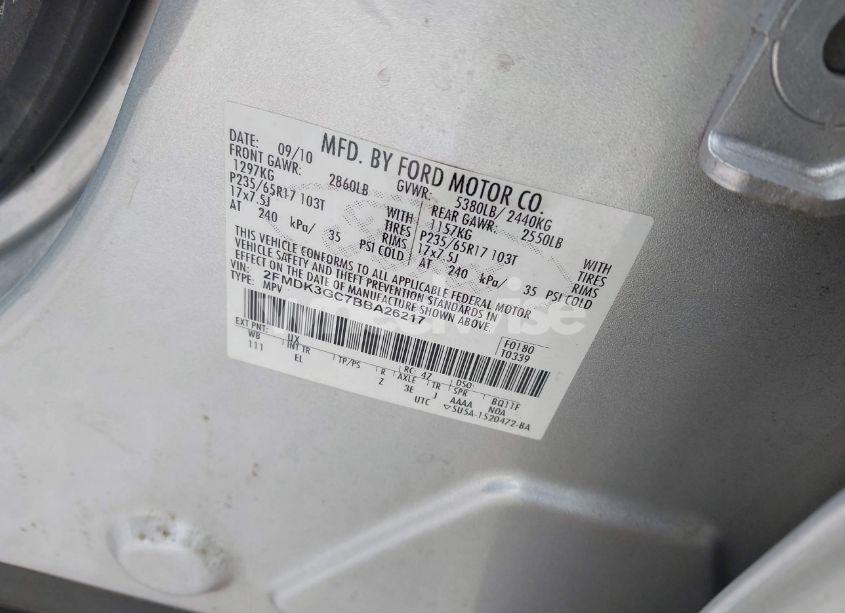 MFD. BY FORD MOTOR CO.
DATE: 09/10 GVWR: 5380LB/ 2440KG
FRONT GAWR: 2860LB REAR GAWR: 2550LB
1297KG WITH 1157KG WITH
P235/65R17 103T TIRES P235/65R17 103T TIRES
17x7.5J RIMS 17x7.5J RIMS
AT 240 kPa/ 35 PSI COLD AT 240 kPa/ 35 PSI COLD
THIS VEHICLE CONFORMS TO ALL APPLICABLE FEDERAL MOTOR
VEHICLE SAFETY AND THEFT PREVENTION STANDARDS IN
EFFECT ON THE DATE OF MANUFACTURE SHOWN ABOVE.
VIN: 2FMDK3GC7BBA26217
TYPE: MPV
F0180
T0339
EXT PNT: UX RC: 47 DSO:
WB INT TR TP/PS R AXLE TR SPR BQ11F
111 EL Z 3E J AAAA NOA
UTC ▽5U5A-1520472-BA